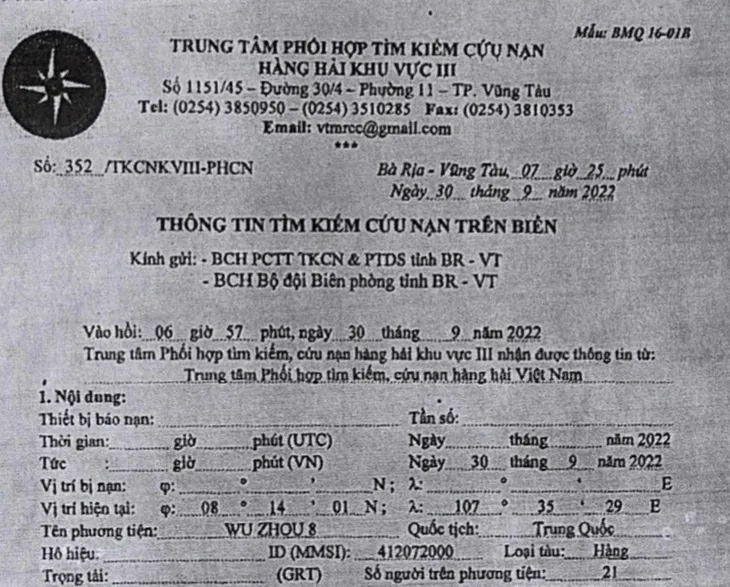 Mẫu: BMQ 16-01B
TRUNG TÂM PHỐI HỢP TÌM KIẾM CỨU NẠN
HÀNG HẢI KHU VỰC III
Số 1151/45 – Đường 30/4 – Phường 11 – TP. Vũng Tàu
Tel: (0254) 3850950 – (0254) 3510285 Fax: (0254) 3810353
Email: vtmrcc@gmail.com
***
Số: 352 /TKCNKVIII-PHCN
Bà Rịa - Vũng Tàu, 07 giờ 25 phút
Ngày 30 tháng 9 năm 2022
THÔNG TIN TÌM KIẾM CỨU NẠN TRÊN BIỂN
Kính gửi: - BCH PCTT TKCN & PTDS tỉnh BR - VT
- BCH Bộ đội Biên phòng tỉnh BR - VT
Vào hồi: 06 giờ 57 phút, ngày 30 tháng 9 năm 2022
Trung tâm Phối hợp tìm kiếm, cứu nạn hàng hải khu vực III nhận được thông tin từ:
Trung tâm Phối hợp tìm kiếm, cứu nạn hàng hải Việt Nam
1. Nội dung:
Thiết bị báo nạn: Tần số:
Thời gian: giờ phút (UTC) Ngày tháng năm 2022
Tức : giờ phút (VN) Ngày 30 tháng 9 năm 2022
Vị trí bị nạn: φ: ° ' N ; λ: ° ' E
Vị trí hiện tại: φ: 08 ° 14 ' 01 N ; λ: 107 ° 35 ' 29 E
Tên phương tiện: WU ZHOU 8 Quốc tịch: Trung Quốc
Hô hiệu: ID (MMSI): 412072000 Loại tàu: Hàng
Trọng tải: (GRT) Số người trên phương tiện: 21